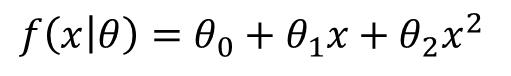 𝑓(𝑥|𝜃) = 𝜃₀ + 𝜃₁𝑥 + 𝜃₂𝑥²